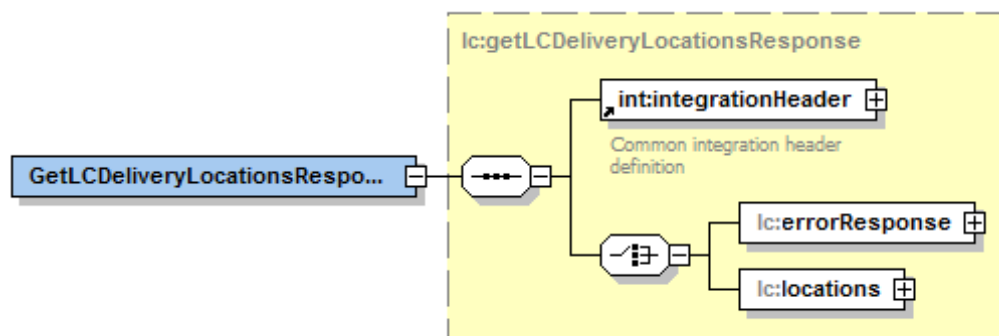 lc:getLCDeliveryLocationsResponse
int:integrationHeader
Common integration header
definition
GetLCDeliveryLocationsRespo...
lc:errorResponse
lc:locations